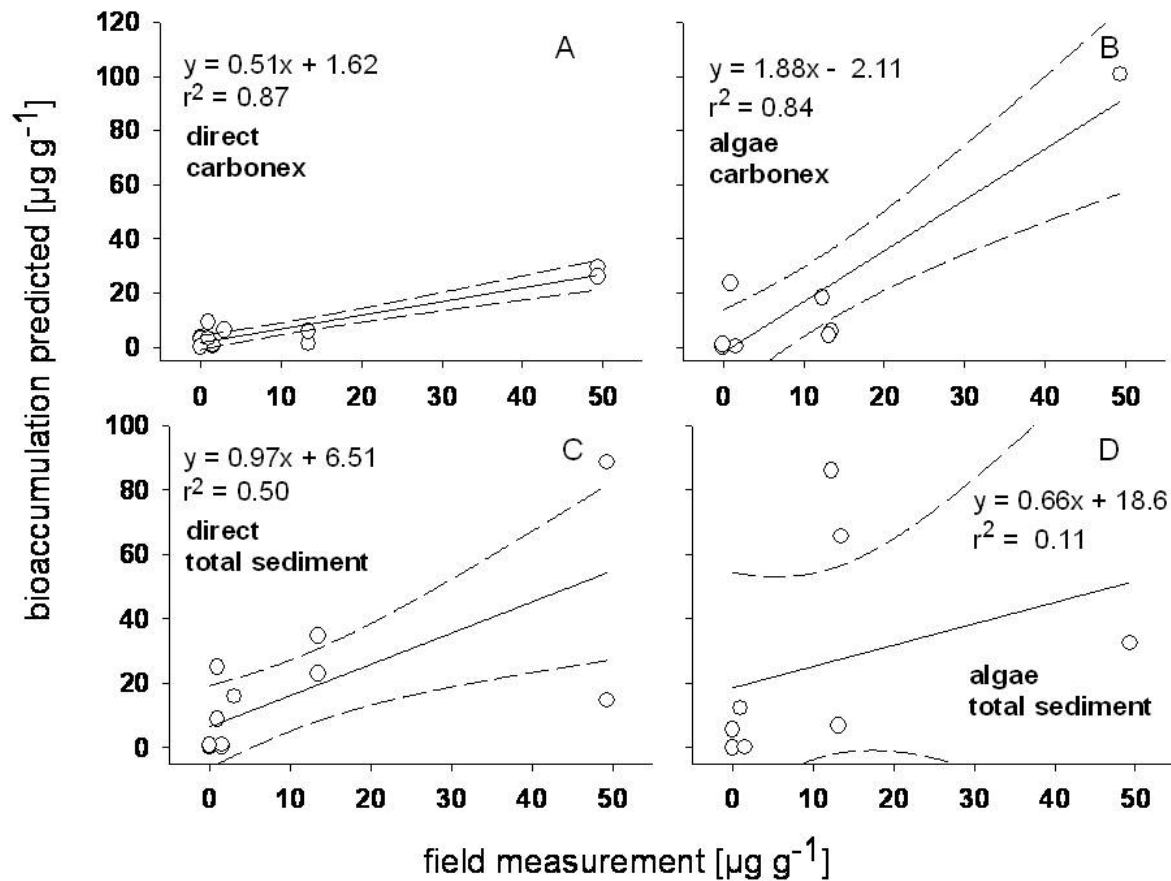 bioaccumulation predicted [µg g⁻¹]
120
100
80
60
40
20
0
A
y = 0.51x + 1.62
r² = 0.87
direct
carbonex
0 10 20 30 40 50
B
y = 1.88x - 2.11
r² = 0.84
algae
carbonex
0 10 20 30 40 50
100
80
60
40
20
0
C
y = 0.97x + 6.51
r² = 0.50
direct
total sediment
0 10 20 30 40 50
D
y = 0.66x + 18.6
r² = 0.11
algae
total sediment
0 10 20 30 40 50
field measurement [µg g⁻¹]